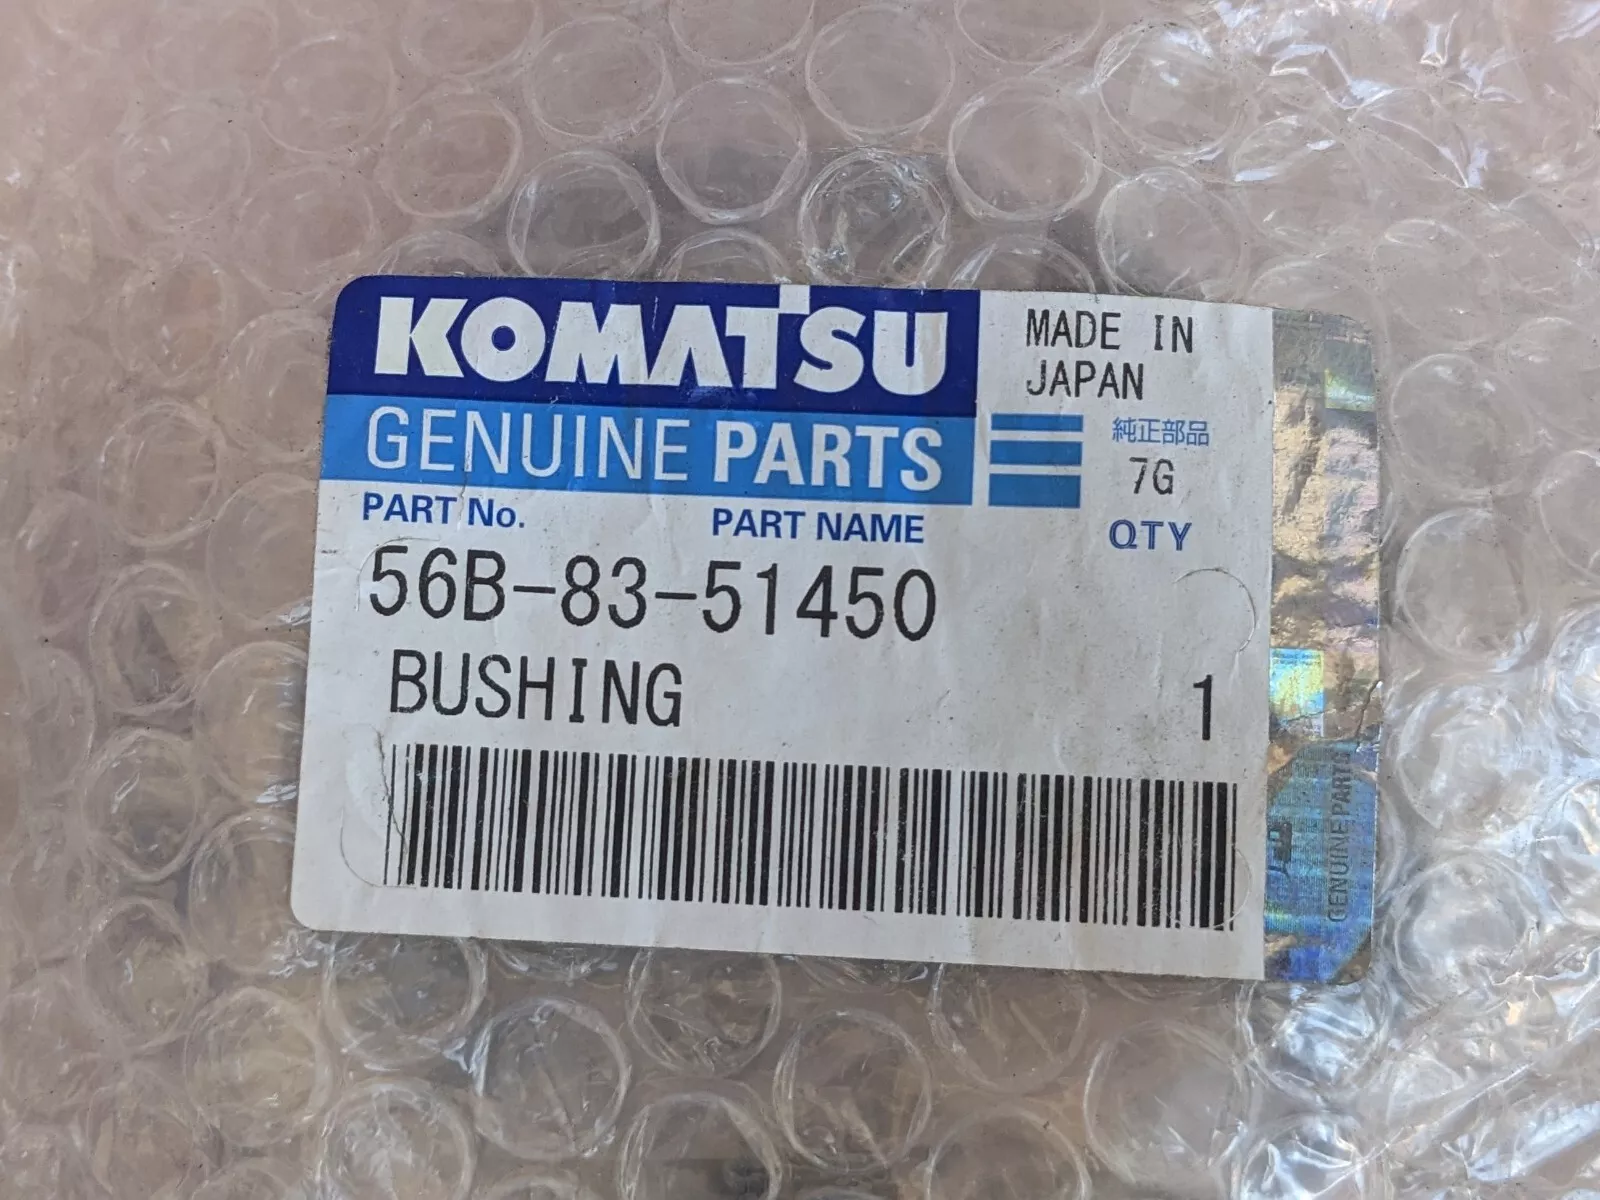 KOMATSU
MADE IN
JAPAN
GENUINE PARTS
純正部品
7G
PART No.
PART NAME
QTY
56B-83-51450
BUSHING
1
GENUINE PARTS